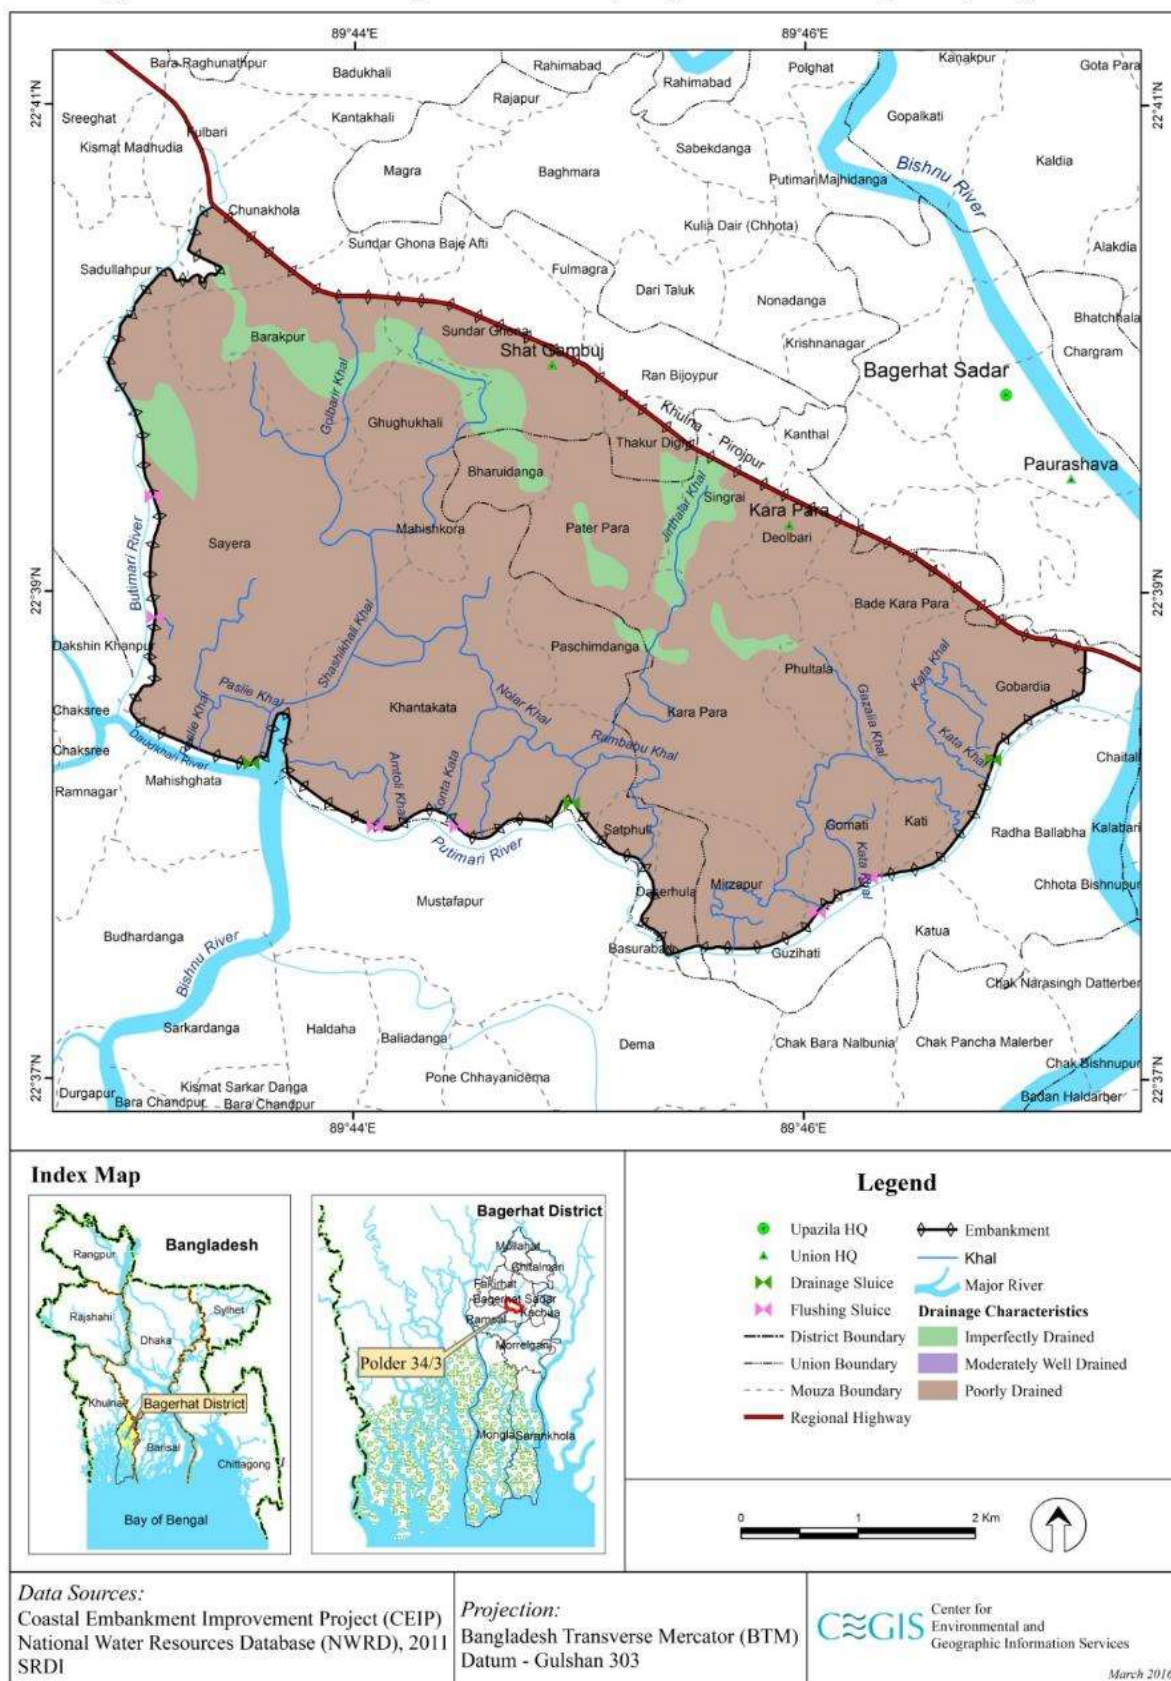 89°44'E
89°46'E
22°41'N
22°41'N
Bara Raghunathpur
Badukhali
Rahimabad
Rahimabad
Polghat
Kanakpur
Gota Para
Rajapur
Sreeghat
Fulbari
Kantakhali
Gopalkati
Kismat Madhudia
Sabekdanga
Kaldia
Magra
Baghmara
Putimari
Majhidanga
Bishnu River
Chunakhola
Kulia Dair (Chhota)
Sundar Ghona Baje Afti
Alakdia
Sadullahpur
Fulmagra
Dari Taluk
Nonadanga
Bhatchhala
Barakpur
Sundar Ghona
Krishnanagar
Chargram
Shat Gambuj
Ran Bijoypur
Bagerhat Sadar
Golbarir Khal
Ghughukhali
Khulna - Pirojpur
Thakur Dighir
Kanthal
Paurashava
Bharuidanga
Singrai
Kara Para
Jirthatar Khal
Mahishkora
Pater Para
Deolbari
Sayera
Butimari River
22°39'N
22°39'N
Bade Kara Para
Dakshin Khanpur
Shashikhali Khal
Paschimdanga
Phultala
Kata Khal
Gobardia
Paslie Khal
Paslie Khal
Khantakata
Nolar Khal
Gazalia Khal
Chaksree
Kara Para
Chaksree
Daudkhan River
Rambabu Khal
Kata Khal
Chaitali
Mahishghata
Ramnagar
Amtoli Khal
Konta Kata
Satphull
Gomati
Kati
Radha Ballabha
Kalabari
Putimari River
Kata Khal
Mirzapur
Daserhula
Chhota Bishnupur
Mustafapur
Budhardanga
Bishnu River
Basurabad
Guzihati
Katua
Chak Narasingh Datterber
Sarkardanga
Haldaha
Baliadanga
Dema
Chak Bara Nalbunia
Chak Pancha Malerber
Chak Bishnupur
22°37'N
22°37'N
Durgapur
Kismat Sarkar Danga
Pone Chhayanidema
Bara Chandpur
Bara Chandpur
Badan Haldarber
89°44'E
89°46'E
Index Map
Bangladesh
Rangpur
Rajshahi
Sylhet
Dhaka
Khulna
Bagerhat District
Barisal
Chittagong
Bay of Bengal
Bagerhat District
Mollahat
Chitalmari
Fakirhat
Bagerhat Sadar
Kachua
Rampal
Morrelganj
Polder 34/3
Mongla
Sarankhola
Legend
Upazila HQ
Union HQ
Drainage Sluice
Flushing Sluice
District Boundary
Union Boundary
Mouza Boundary
Regional Highway
Embankment
Khal
Major River
Drainage Characteristics
Imperfectly Drained
Moderately Well Drained
Poorly Drained
0 1 2 Km
Data Sources:
Coastal Embankment Improvement Project (CEIP)
National Water Resources Database (NWRD), 2011
SRDI
Projection:
Bangladesh Transverse Mercator (BTM)
Datum - Gulshan 303
CEGIS
Center for
Environmental and
Geographic Information Services
March 2016